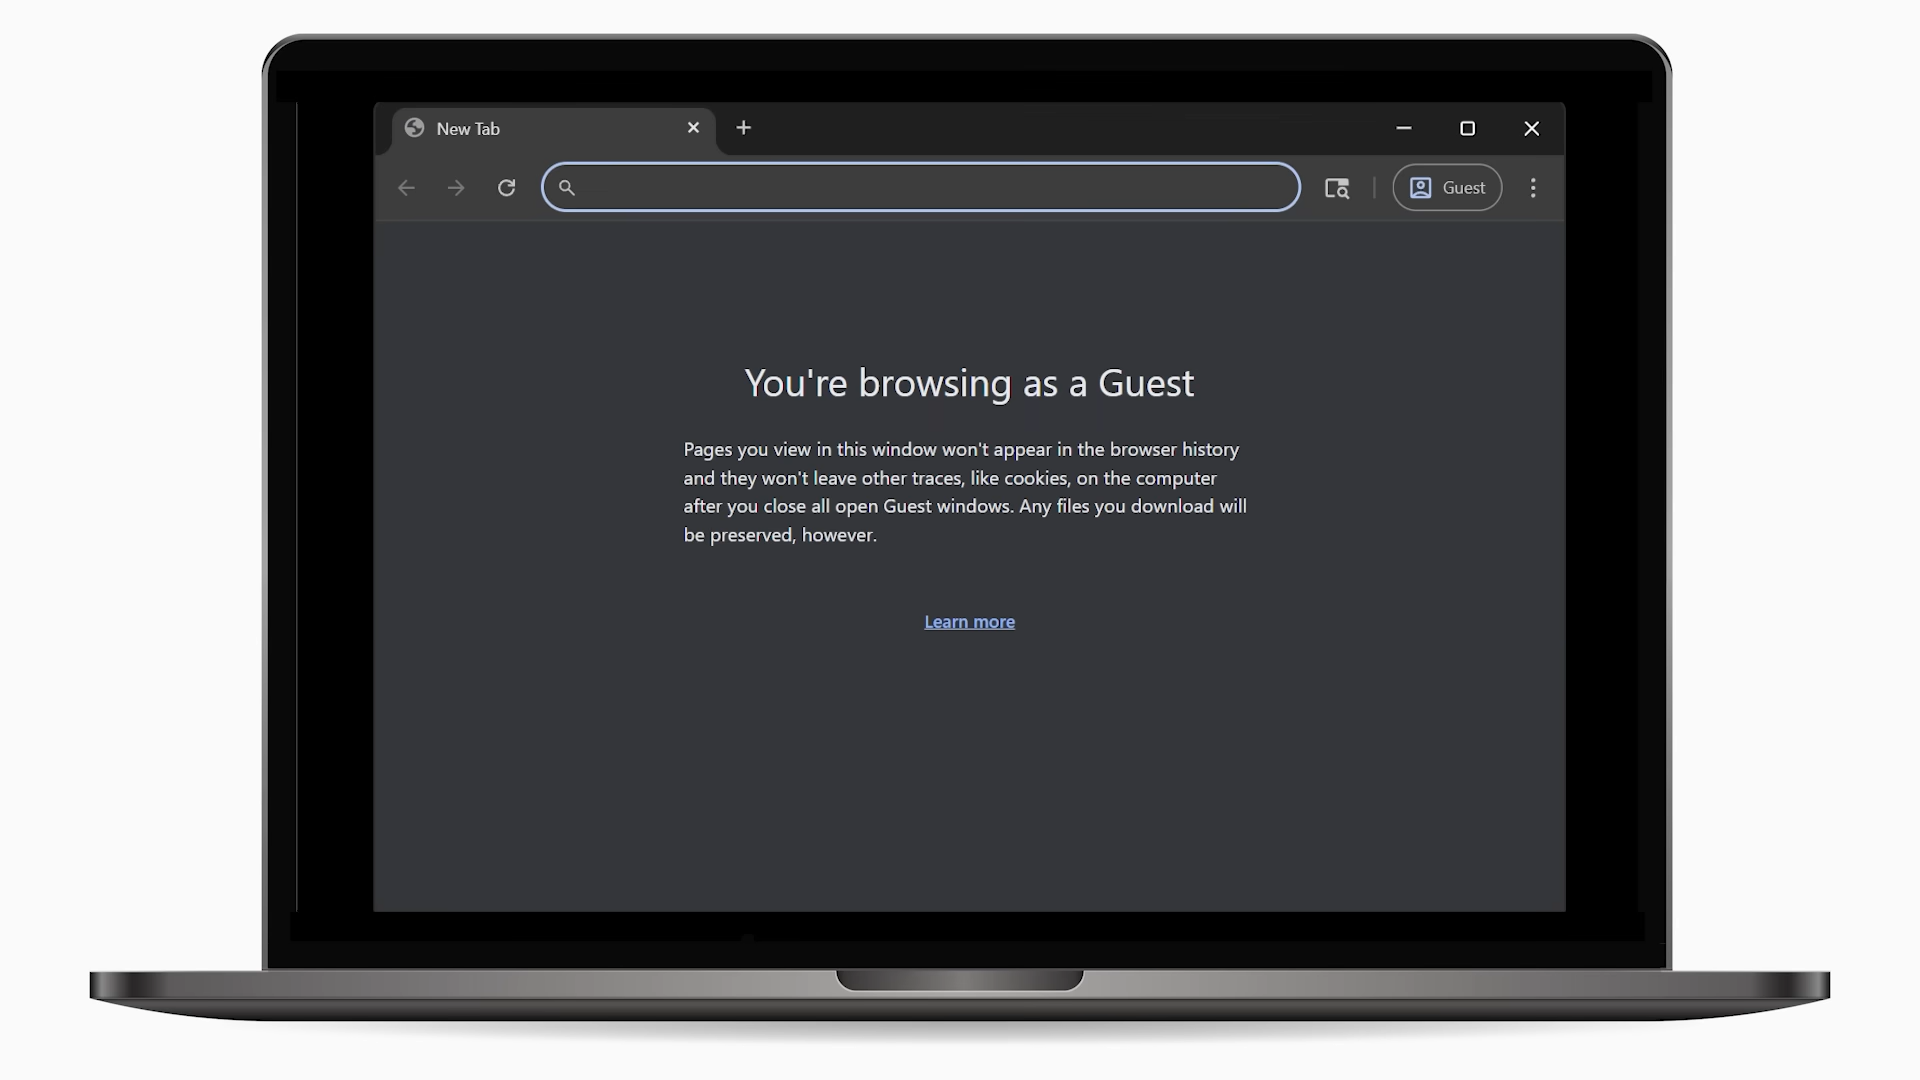 New Tab
Guest
You're browsing as a Guest
Pages you view in this window won't appear in the browser history
and they won't leave other traces, like cookies, on the computer
after you close all open Guest windows. Any files you download will
be preserved, however.
Learn more